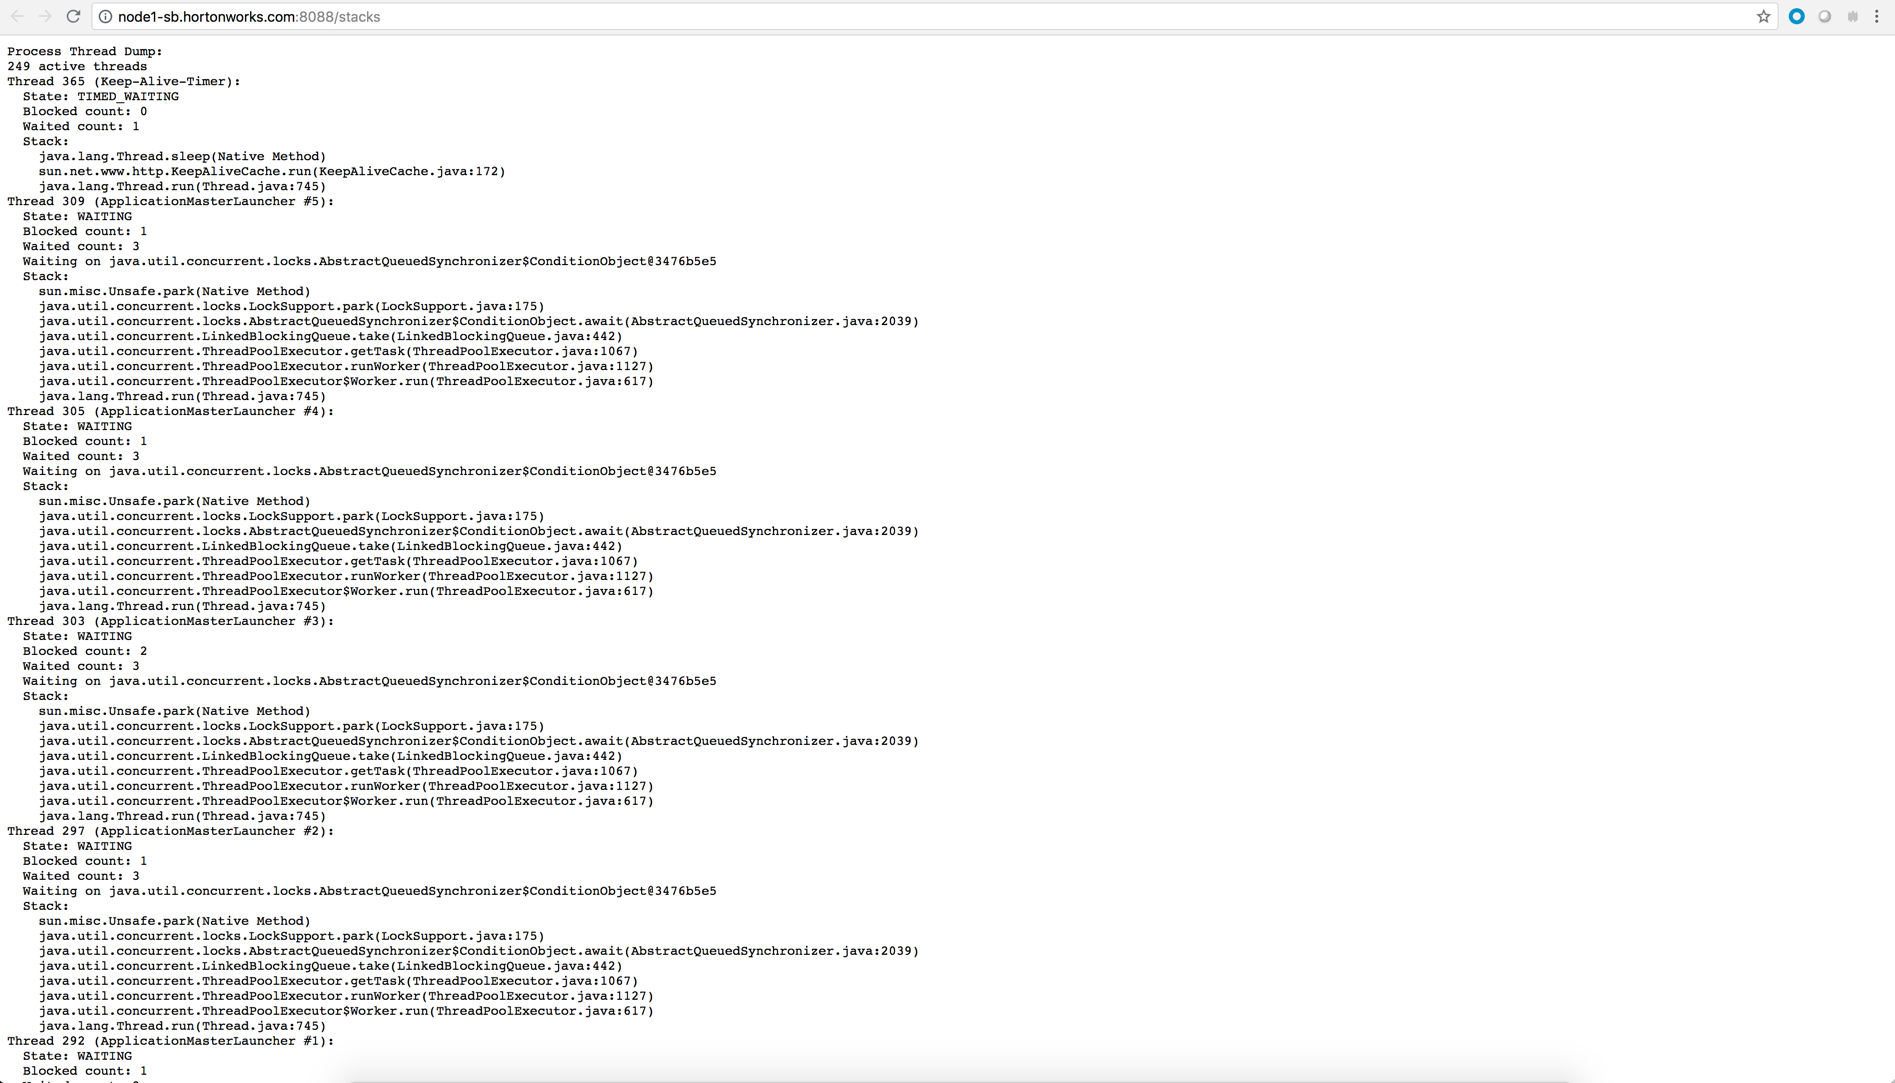 node1-sb.hortonworks.com:8088/stacks
Process Thread Dump:
249 active threads
Thread 365 (Keep-Alive-Timer):
  State: TIMED_WAITING
  Blocked count: 0
  Waited count: 1
  Stack:
    java.lang.Thread.sleep(Native Method)
    sun.net.www.http.KeepAliveCache.run(KeepAliveCache.java:172)
    java.lang.Thread.run(Thread.java:745)
Thread 309 (ApplicationMasterLauncher #5):
  State: WAITING
  Blocked count: 1
  Waited count: 3
  Waiting on java.util.concurrent.locks.AbstractQueuedSynchronizer$ConditionObject@3476b5e5
  Stack:
    sun.misc.Unsafe.park(Native Method)
    java.util.concurrent.locks.LockSupport.park(LockSupport.java:175)
    java.util.concurrent.locks.AbstractQueuedSynchronizer$ConditionObject.await(AbstractQueuedSynchronizer.java:2039)
    java.util.concurrent.LinkedBlockingQueue.take(LinkedBlockingQueue.java:442)
    java.util.concurrent.ThreadPoolExecutor.getTask(ThreadPoolExecutor.java:1067)
    java.util.concurrent.ThreadPoolExecutor.runWorker(ThreadPoolExecutor.java:1127)
    java.util.concurrent.ThreadPoolExecutor$Worker.run(ThreadPoolExecutor.java:617)
    java.lang.Thread.run(Thread.java:745)
Thread 305 (ApplicationMasterLauncher #4):
  State: WAITING
  Blocked count: 1
  Waited count: 3
  Waiting on java.util.concurrent.locks.AbstractQueuedSynchronizer$ConditionObject@3476b5e5
  Stack:
    sun.misc.Unsafe.park(Native Method)
    java.util.concurrent.locks.LockSupport.park(LockSupport.java:175)
    java.util.concurrent.locks.AbstractQueuedSynchronizer$ConditionObject.await(AbstractQueuedSynchronizer.java:2039)
    java.util.concurrent.LinkedBlockingQueue.take(LinkedBlockingQueue.java:442)
    java.util.concurrent.ThreadPoolExecutor.getTask(ThreadPoolExecutor.java:1067)
    java.util.concurrent.ThreadPoolExecutor.runWorker(ThreadPoolExecutor.java:1127)
    java.util.concurrent.ThreadPoolExecutor$Worker.run(ThreadPoolExecutor.java:617)
    java.lang.Thread.run(Thread.java:745)
Thread 303 (ApplicationMasterLauncher #3):
  State: WAITING
  Blocked count: 2
  Waited count: 3
  Waiting on java.util.concurrent.locks.AbstractQueuedSynchronizer$ConditionObject@3476b5e5
  Stack:
    sun.misc.Unsafe.park(Native Method)
    java.util.concurrent.locks.LockSupport.park(LockSupport.java:175)
    java.util.concurrent.locks.AbstractQueuedSynchronizer$ConditionObject.await(AbstractQueuedSynchronizer.java:2039)
    java.util.concurrent.LinkedBlockingQueue.take(LinkedBlockingQueue.java:442)
    java.util.concurrent.ThreadPoolExecutor.getTask(ThreadPoolExecutor.java:1067)
    java.util.concurrent.ThreadPoolExecutor.runWorker(ThreadPoolExecutor.java:1127)
    java.util.concurrent.ThreadPoolExecutor$Worker.run(ThreadPoolExecutor.java:617)
    java.lang.Thread.run(Thread.java:745)
Thread 297 (ApplicationMasterLauncher #2):
  State: WAITING
  Blocked count: 1
  Waited count: 3
  Waiting on java.util.concurrent.locks.AbstractQueuedSynchronizer$ConditionObject@3476b5e5
  Stack:
    sun.misc.Unsafe.park(Native Method)
    java.util.concurrent.locks.LockSupport.park(LockSupport.java:175)
    java.util.concurrent.locks.AbstractQueuedSynchronizer$ConditionObject.await(AbstractQueuedSynchronizer.java:2039)
    java.util.concurrent.LinkedBlockingQueue.take(LinkedBlockingQueue.java:442)
    java.util.concurrent.ThreadPoolExecutor.getTask(ThreadPoolExecutor.java:1067)
    java.util.concurrent.ThreadPoolExecutor.runWorker(ThreadPoolExecutor.java:1127)
    java.util.concurrent.ThreadPoolExecutor$Worker.run(ThreadPoolExecutor.java:617)
    java.lang.Thread.run(Thread.java:745)
Thread 292 (ApplicationMasterLauncher #1):
  State: WAITING
  Blocked count: 1